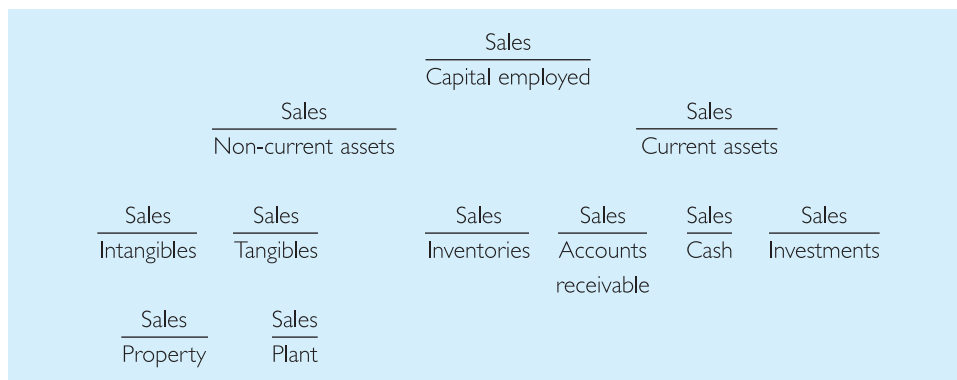 Sales
Capital employed
Sales Sales
Non-current assets Current assets
Sales Sales Sales Sales Sales Sales
Intangibles Tangibles Inventories Accounts Cash Investments
receivable
Sales Sales
Property Plant